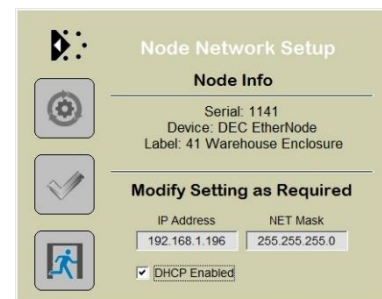 Node Network Setup
Node Info
Serial: 1141
Device: DEC EtherNode
Label: 41 Warehouse Enclosure
Modify Setting as Required
IP Address NET Mask
192.168.1.196 255.255.255.0
DHCP Enabled